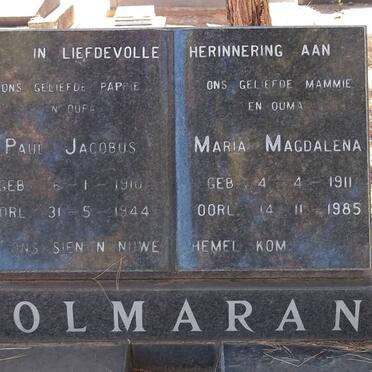 IN LIEFDEVOLLE HERINNERING AAN
ONS GELIEFDE PAPPIE
N OUPA
PAUL JACOBUS
GEB 6-1-1910
ORL 31-5-1944
ONS GELIEFDE MAMMIE
EN OUMA
MARIA MAGDALENA
GEB 4-4-1911
OORL 14-11-1985
ONS SIEN N NUWE HEMEL KOM
OLMARAN